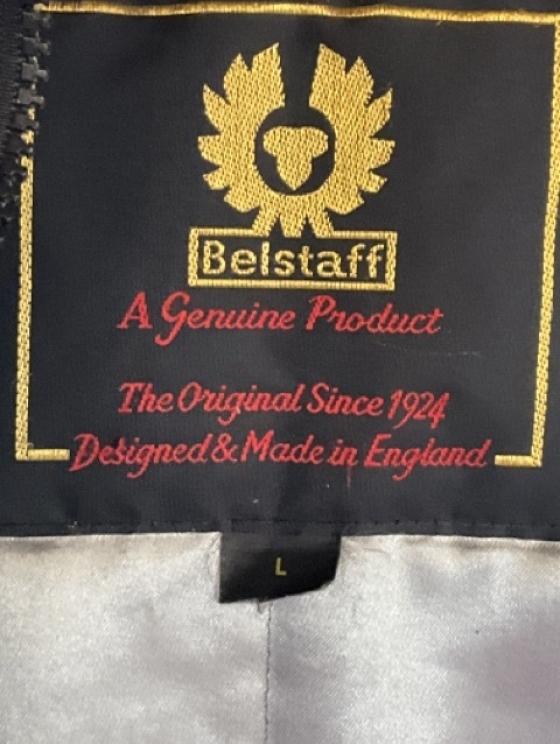 Belstaff
A Genuine Product
The Original Since 1924
Designed & Made in England
L